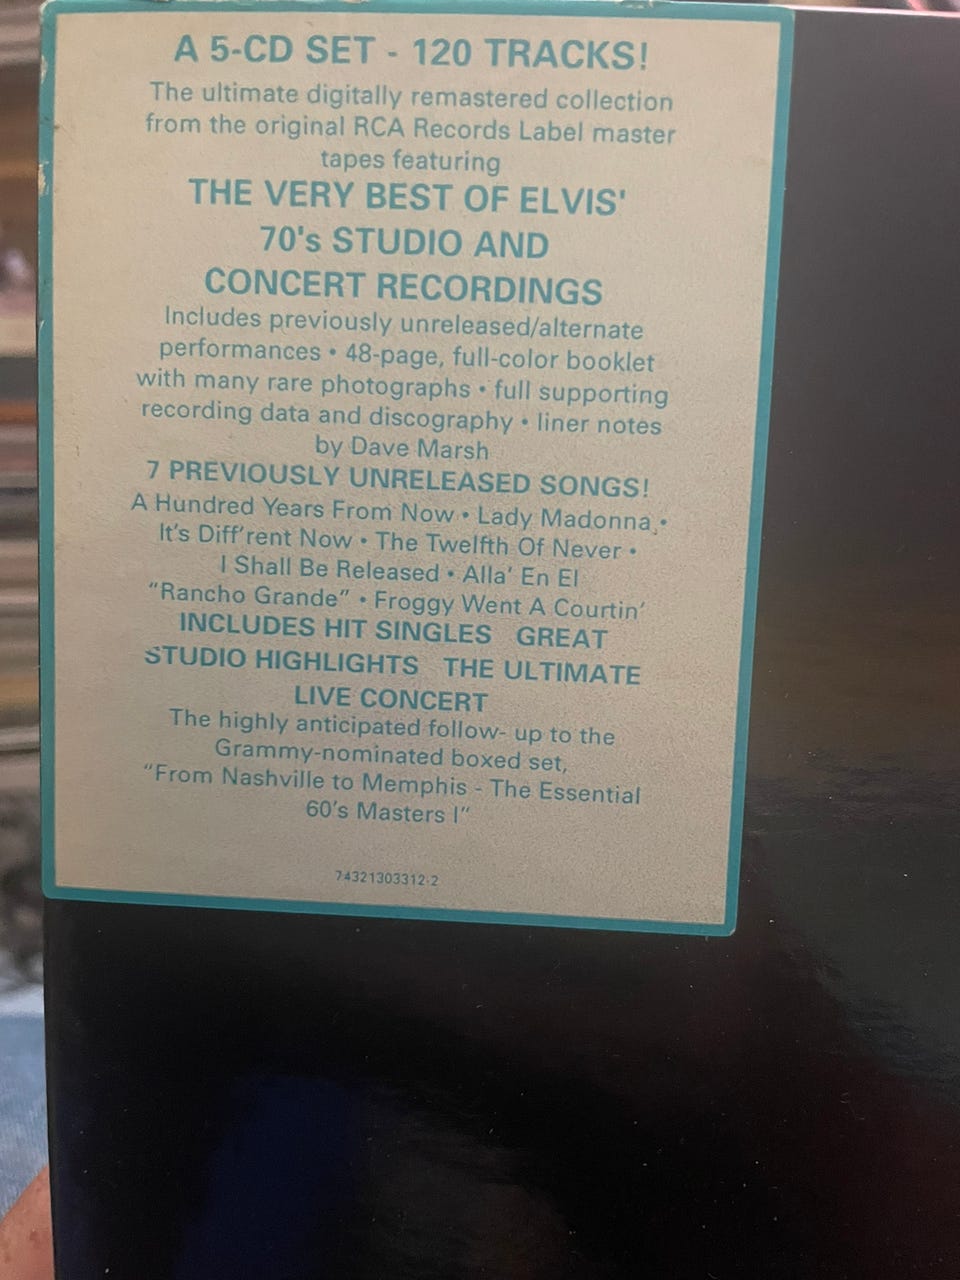 A 5-CD SET - 120 TRACKS!
The ultimate digitally remastered collection
from the original RCA Records Label master
tapes featuring
THE VERY BEST OF ELVIS'
70's STUDIO AND
CONCERT RECORDINGS
Includes previously unreleased/alternate
performances • 48-page, full-color booklet
with many rare photographs • full supporting
recording data and discography • liner notes
by Dave Marsh
7 PREVIOUSLY UNRELEASED SONGS!
A Hundred Years From Now • Lady Madonna •
It's Diff'rent Now • The Twelfth Of Never •
I Shall Be Released • Alla' En El
"Rancho Grande" • Froggy Went A Courtin'
INCLUDES HIT SINGLES GREAT
STUDIO HIGHLIGHTS THE ULTIMATE
LIVE CONCERT
The highly anticipated follow- up to the
Grammy-nominated boxed set,
"From Nashville to Memphis - The Essential
60's Masters I"
74321303312-2